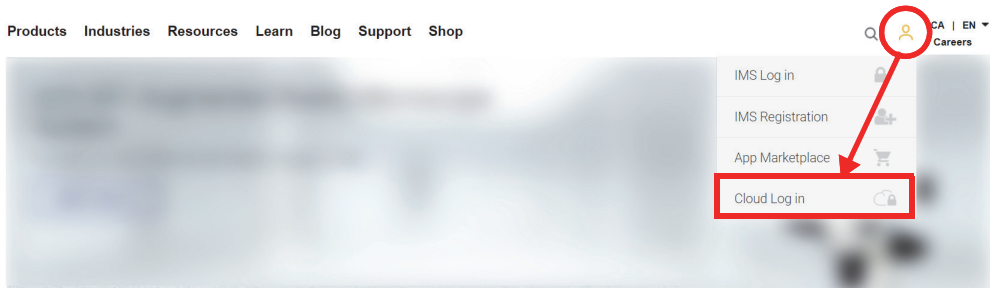 Products Industries Resources Learn Blog Support Shop
CA | EN
Careers
IMS Log in
IMS Registration
App Marketplace
Cloud Log in